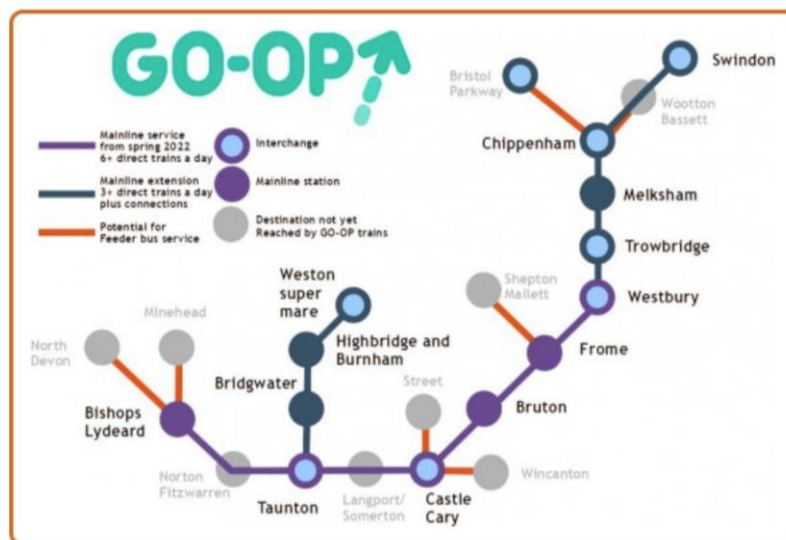 GO-OP
Mainline service
from spring 2022
6+ direct trains a day
Interchange
Mainline extension
3+ direct trains a day
plus connections
Mainline station
Potential for
Feeder bus service
Destination not yet
Reached by GO-OP trains
Bristol
Parkway
Swindon
Wootton
Bassett
Chippenham
Melksham
Trowbridge
Westbury
Weston
super
mare
Shepton
Mallett
Minehead
North
Devon
Highbridge and
Burnham
Frome
Bridgwater
Street
Bruton
Bishops
Lydeard
Norton
Fitzwarren
Taunton
Langport/
Somerton
Castle
Cary
Wincanton